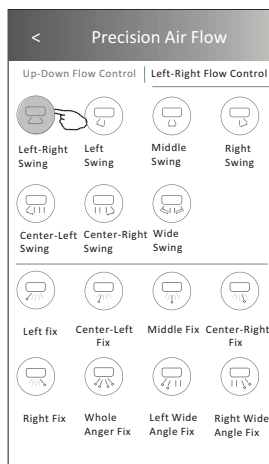 < Precision Air Flow
Up-Down Flow Control Left-Right Flow Control
Left-Right Left Middle Right
Swing Swing Swing Swing
Center-Left Center-Right Wide
Swing Swing Swing
Left fix Center-Left Middle Fix Center-Right
Fix Fix
Right Fix Whole Left Wide Right Wide
Anger Fix Angle Fix Angle Fix